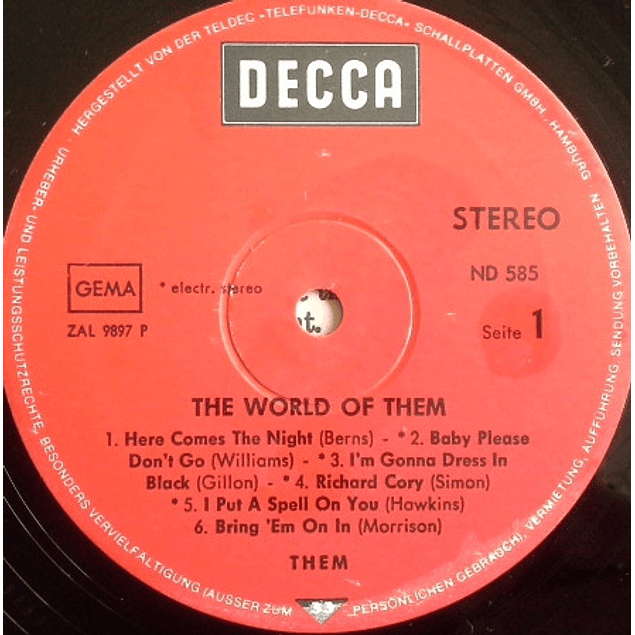 HERGESTELLT VON DER TELDEC »TELEFUNKEN-DECCA« SCHALLPLATTEN GMBH · HAMBURG ·
URHEBER- UND LEISTUNGSSCHUTZRECHTE, BESONDERS VERVIELFÄLTIGUNG (AUSSER ZUM PERSÖNLICHEN GEBRAUCH), VERMIETUNG, AUFFÜHRUNG, SENDUNG VORBEHALTEN ·
DECCA
STEREO
ND 585
GEMA
* electr. stereo
ZAL 9897 P
Seite 1
t.
THE WORLD OF THEM
1. Here Comes The Night (Berns) - * 2. Baby Please
Don't Go (Williams) - * 3. I'm Gonna Dress In
Black (Gillon) - * 4. Richard Cory (Simon)
* 5. I Put A Spell On You (Hawkins)
6. Bring 'Em On In (Morrison)
THEM
33